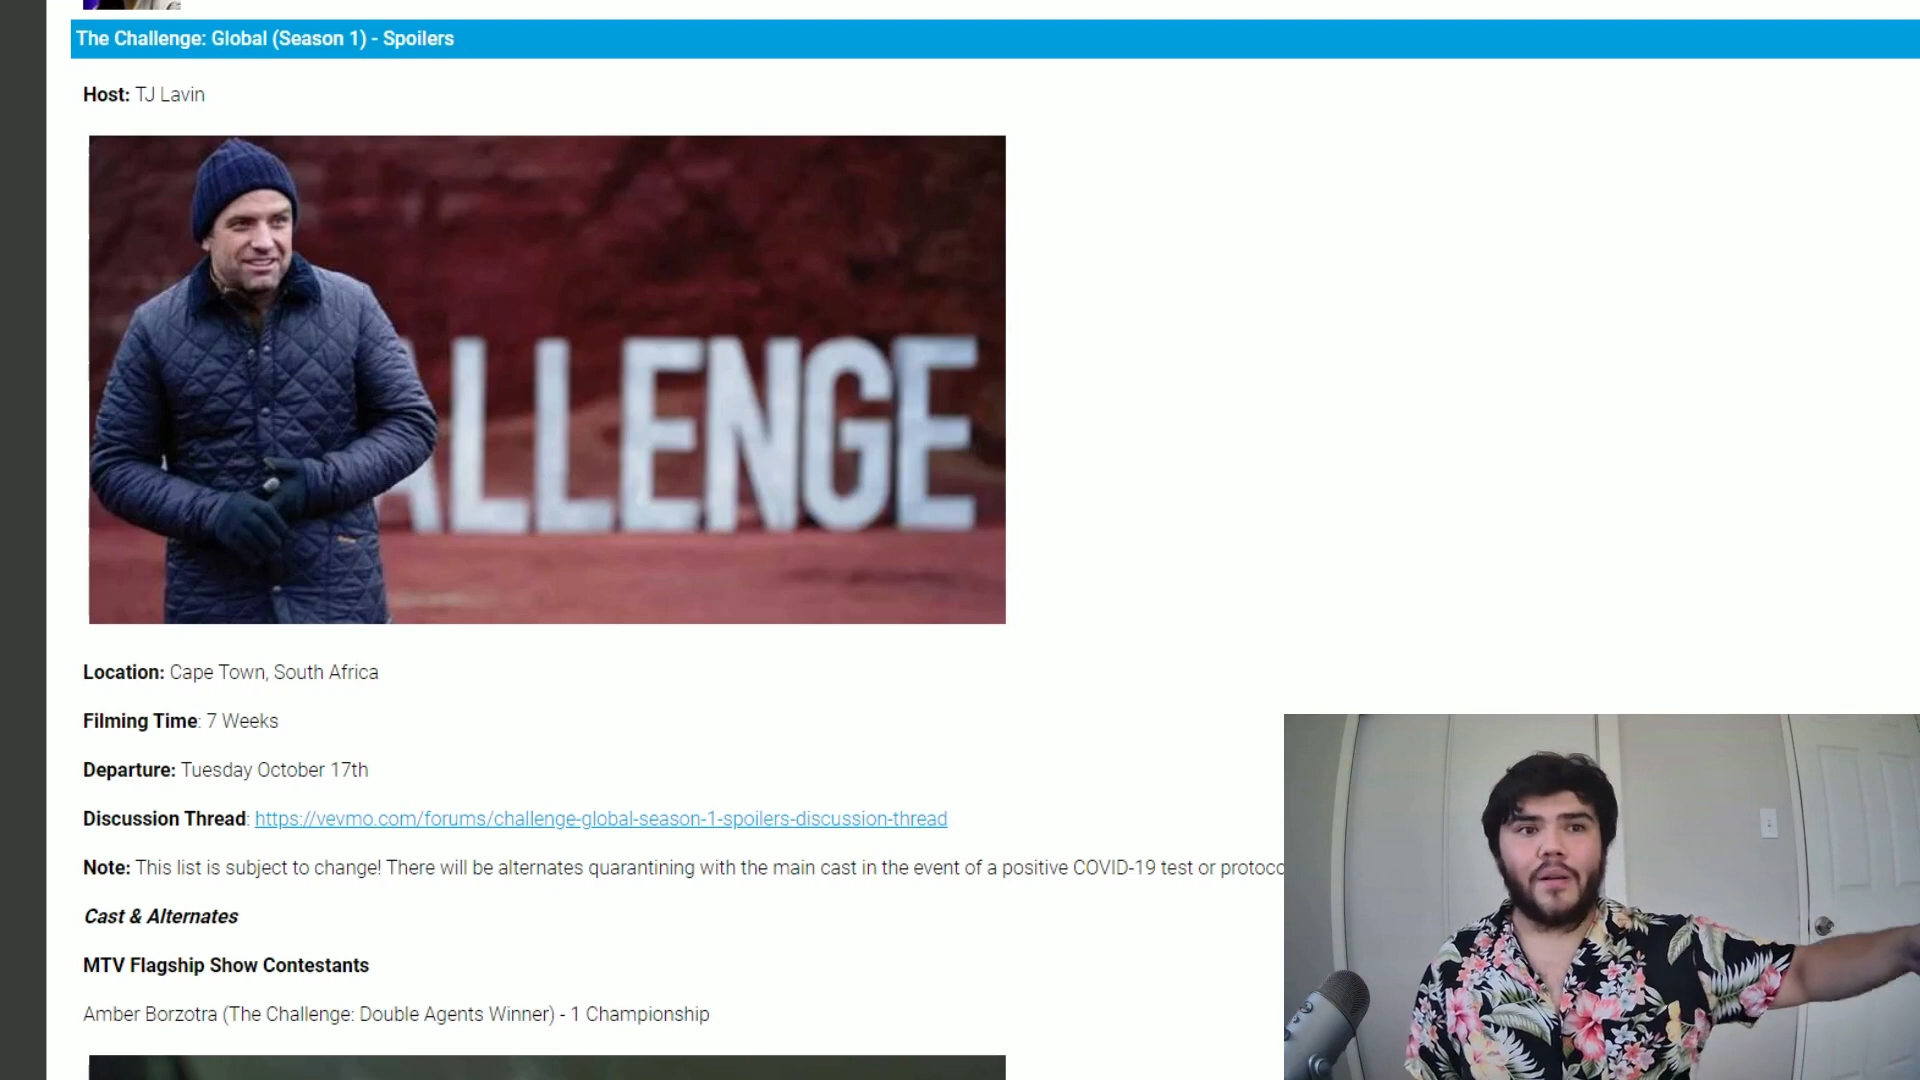 The Challenge: Global (Season 1) - Spoilers
Host: TJ Lavin
ALLENGE
Location: Cape Town, South Africa
Filming Time: 7 Weeks
Departure: Tuesday October 17th
Discussion Thread: https://vevmo.com/forums/challenge-global-season-1-spoilers-discussion-thread
Note: This list is subject to change! There will be alternates quarantining with the main cast in the event of a positive COVID-19 test or protoco
Cast & Alternates
MTV Flagship Show Contestants
Amber Borzotra (The Challenge: Double Agents Winner) - 1 Championship